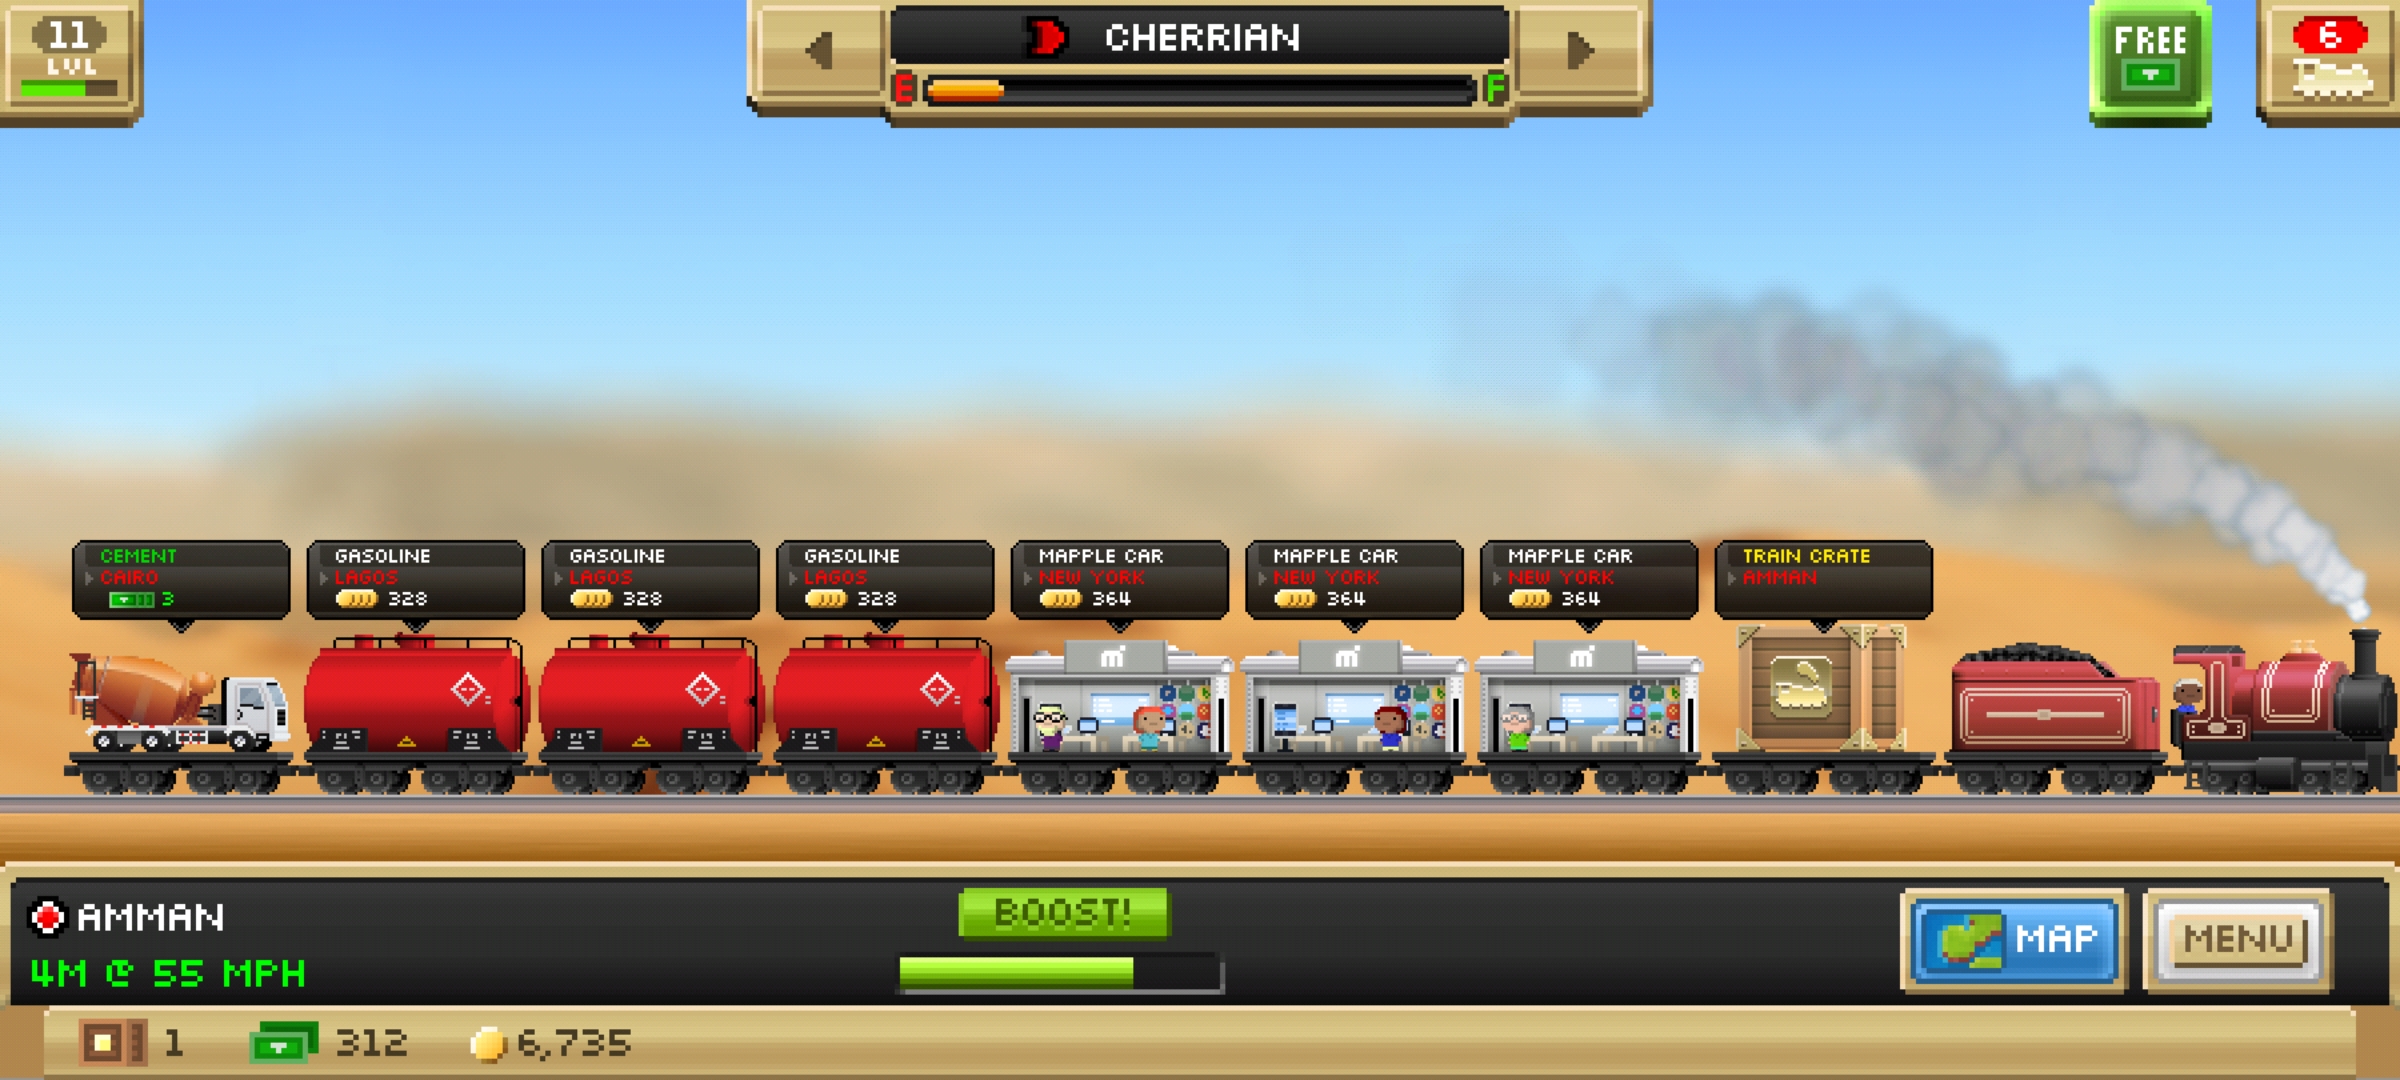 11
LVL
CHERRIAN
E
F
FREE
6
CEMENT
CAIRO
3
GASOLINE
LAGOS
328
GASOLINE
LAGOS
328
GASOLINE
LAGOS
328
MAPPLE CAR
NEW YORK
364
MAPPLE CAR
NEW YORK
364
MAPPLE CAR
NEW YORK
364
TRAIN CRATE
AMMAN
m
m
m
AMMAN
4M @ 55 MPH
BOOST!
MAP
MENU
1
312
6,735